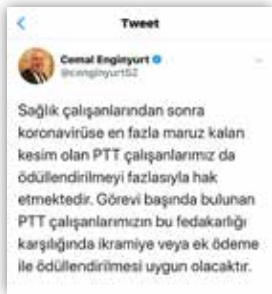 Tweet
Cemal Enginyurt
@cenginyurt52
Sağlık çalışanlarından sonra
koronavirüse en fazla maruz kalan
kesim olan PTT çalışanlarımız da
ödüllendirilmeyi fazlasıyla hak
etmektedir. Görevi başında bulunan
PTT çalışanlarımızın bu fedakarlığı
karşılığında ikramiye veya ek ödeme
ile ödüllendirilmesi uygun olacaktır.